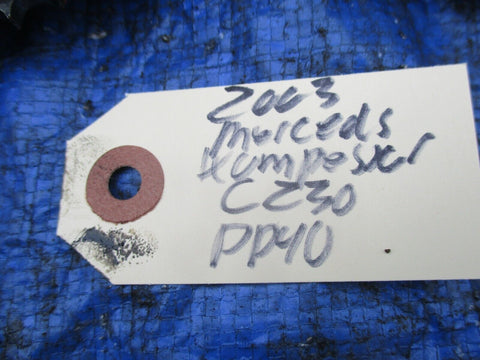 2003
merceds
Kompessor
C230
PP40